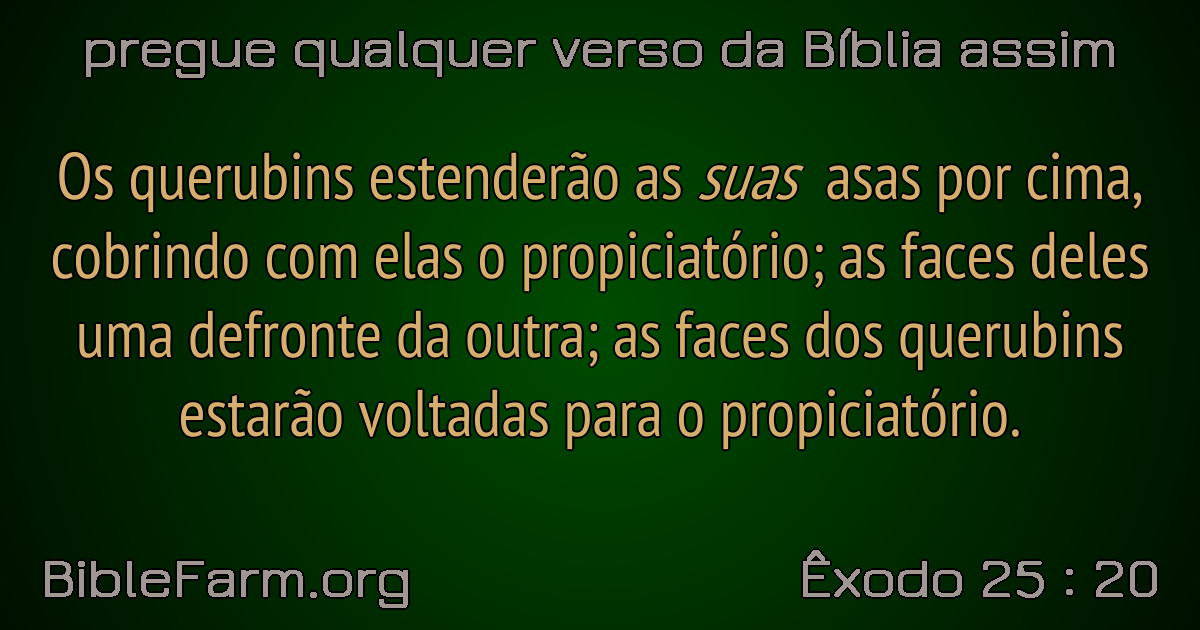 pregue qualquer verso da Bíblia assim
Os querubins estenderão as suas asas por cima,
cobrindo com elas o propiciatório; as faces deles
uma defronte da outra; as faces dos querubins
estarão voltadas para o propiciatório.
BibleFarm.org
Êxodo 25 : 20